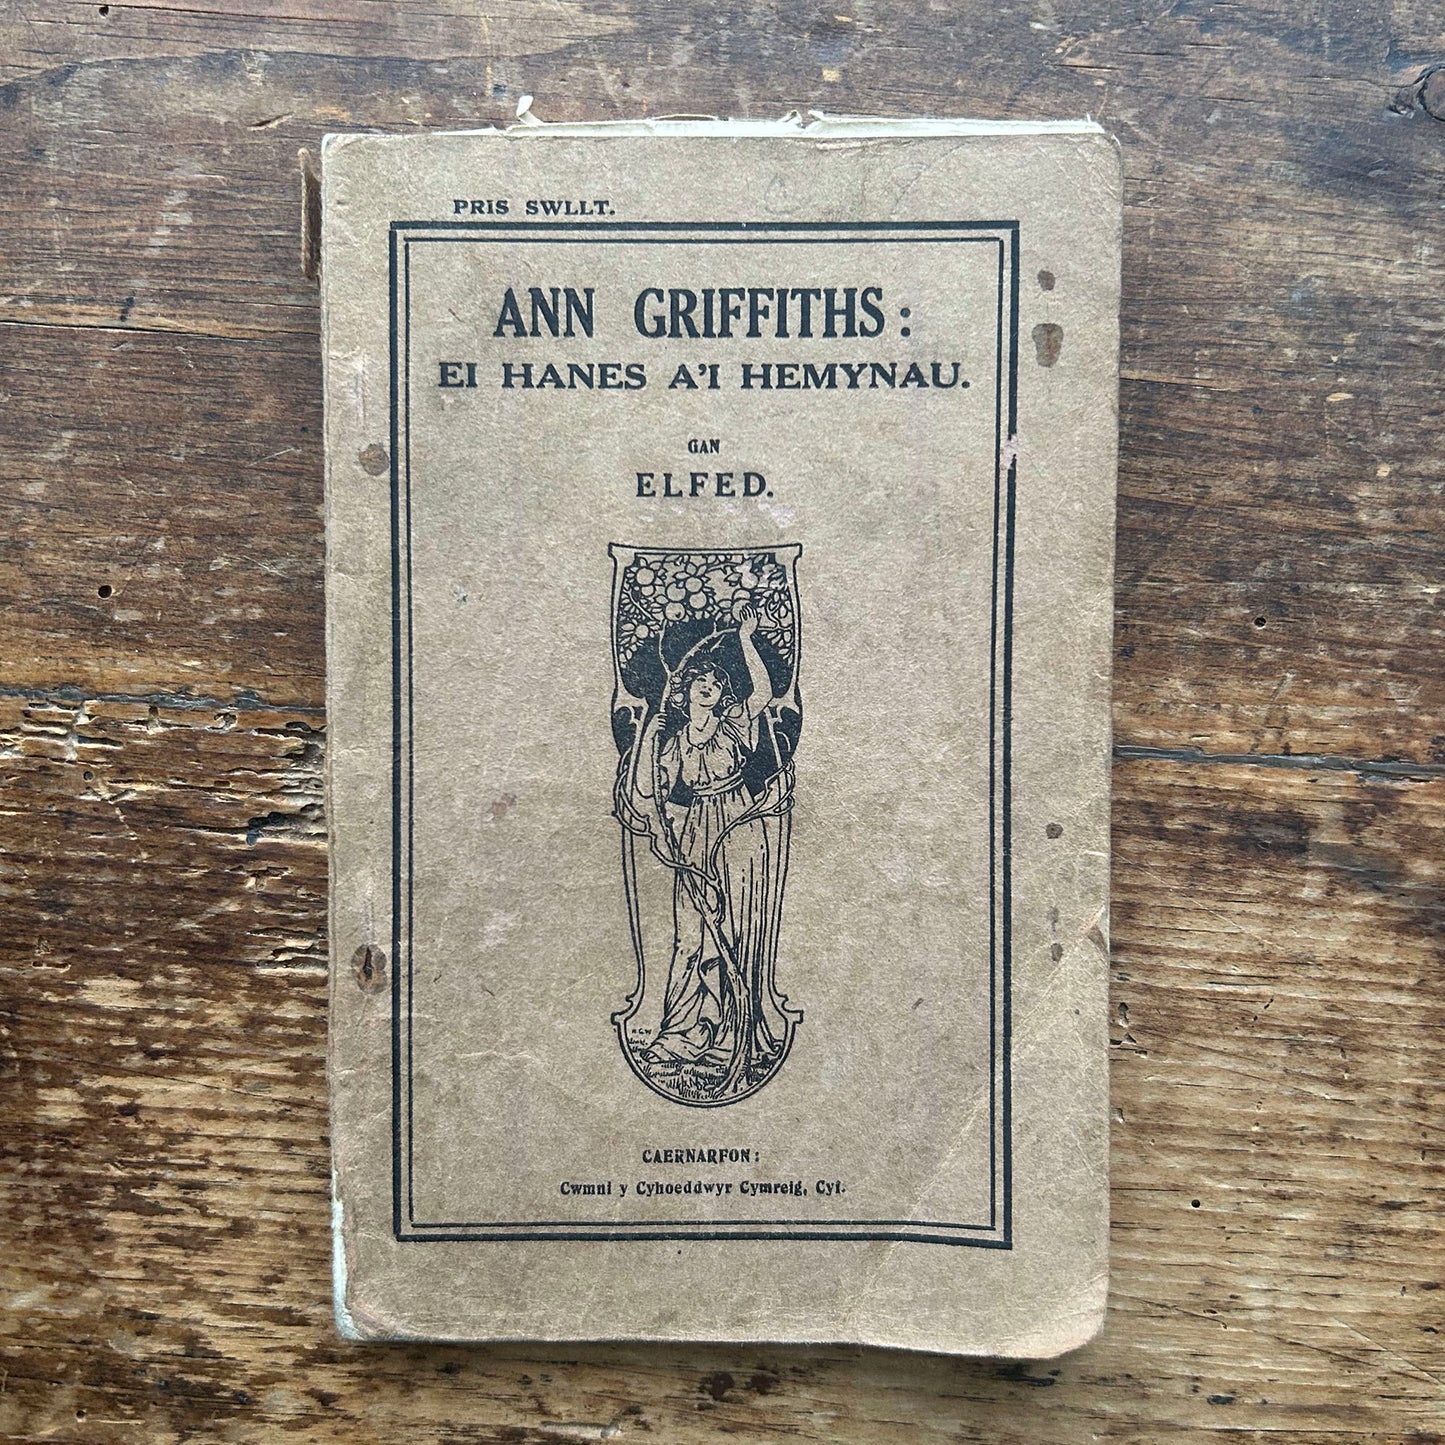 PRIS SWLLT.
ANN GRIFFITHS:
EI HANES A'I HEMYNAU.
GAN
ELFED.
CAERNARFON:
Cwmni y Cyhoeddwyr Cymreig, Cyf.